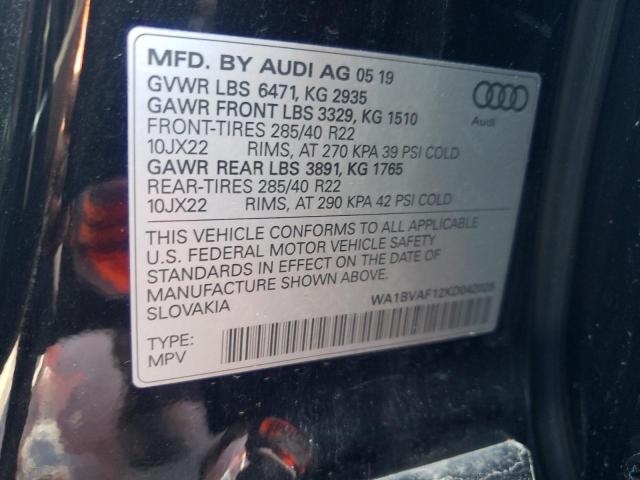 MFD. BY AUDI AG 05 19
GVWR LBS 6471, KG 2935
GAWR FRONT LBS 3329, KG 1510
FRONT-TIRES 285/40 R22
10JX22 RIMS, AT 270 KPA 39 PSI COLD
GAWR REAR LBS 3891, KG 1765
REAR-TIRES 285/40 R22
10JX22 RIMS, AT 290 KPA 42 PSI COLD
Audi
THIS VEHICLE CONFORMS TO ALL APPLICABLE
U.S. FEDERAL MOTOR VEHICLE SAFETY
STANDARDS IN EFFECT ON THE DATE OF
MANUFACTURE SHOWN ABOVE.
SLOVAKIA
WA1BVAF12KD042025
TYPE:
MPV